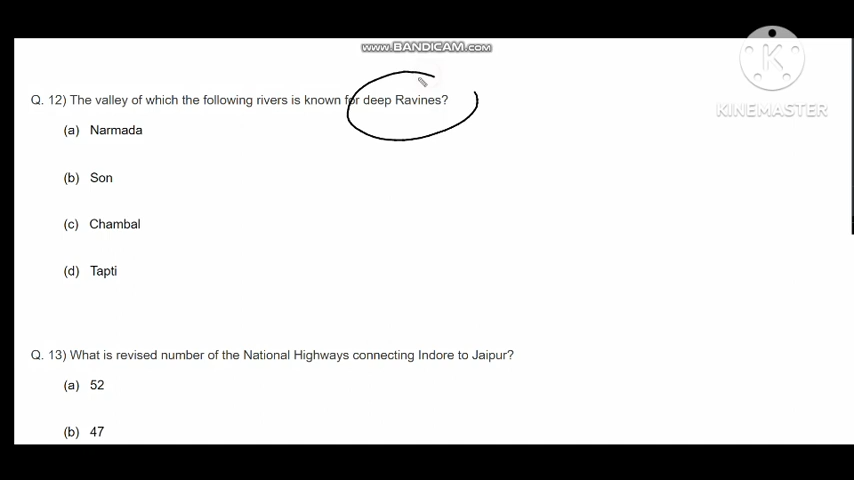 www.BANDICAM.com
KINEMASTER
Q. 12) The valley of which the following rivers is known for deep Ravines?
(a) Narmada
(b) Son
(c) Chambal
(d) Tapti
Q. 13) What is revised number of the National Highways connecting Indore to Jaipur?
(a) 52
(b) 47